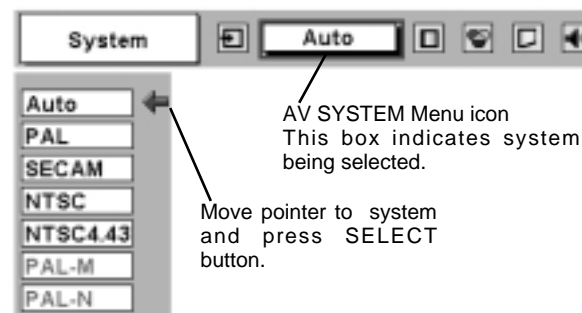 System
Auto
Auto
PAL
SECAM
NTSC
NTSC4.43
PAL-M
PAL-N
AV SYSTEM Menu icon
This box indicates system
being selected.
Move pointer to system
and press SELECT
button.